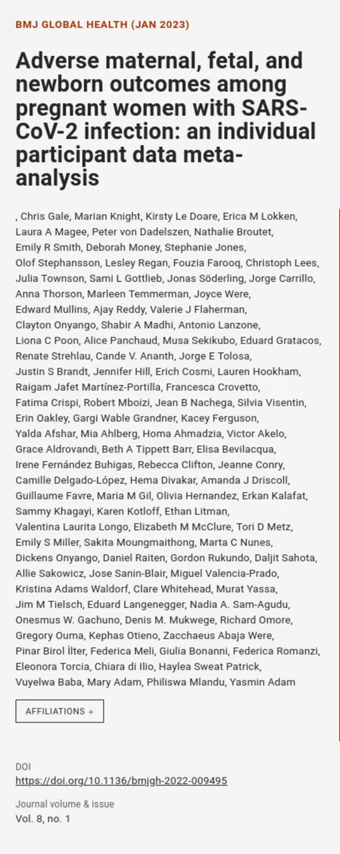 BMJ GLOBAL HEALTH (JAN 2023)
Adverse maternal, fetal, and
newborn outcomes among
pregnant women with SARS-
CoV-2 infection: an individual
participant data meta-
analysis
, Chris Gale, Marian Knight, Kirsty Le Doare, Erica M Lokken,
Laura A Magee, Peter von Dadelszen, Nathalie Broutet,
Emily R Smith, Deborah Money, Stephanie Jones,
Olof Stephansson, Lesley Regan, Fouzia Farooq, Christoph Lees,
Julia Townson, Sami L Gottlieb, Jonas Söderling, Jorge Carrillo,
Anna Thorson, Marleen Temmerman, Joyce Were,
Edward Mullins, Ajay Reddy, Valerie J Flaherman,
Clayton Onyango, Shabir A Madhi, Antonio Lanzone,
Liona C Poon, Alice Panchaud, Musa Sekikubo, Eduard Gratacos,
Renate Strehlau, Cande V. Ananth, Jorge E Tolosa,
Justin S Brandt, Jennifer Hill, Erich Cosmi, Lauren Hookham,
Raigam Jafet Martínez-Portilla, Francesca Crovetto,
Fatima Crispi, Robert Mboizi, Jean B Nachega, Silvia Visentin,
Erin Oakley, Gargi Wable Grandner, Kacey Ferguson,
Yalda Afshar, Mia Ahlberg, Homa Ahmadzia, Victor Akelo,
Grace Aldrovandi, Beth A Tippett Barr, Elisa Bevilacqua,
Irene Fernández Buhigas, Rebecca Clifton, Jeanne Conry,
Camille Delgado-López, Hema Divakar, Amanda J Driscoll,
Guillaume Favre, Maria M Gil, Olivia Hernandez, Erkan Kalafat,
Sammy Khagayi, Karen Kotloff, Ethan Litman,
Valentina Laurita Longo, Elizabeth M McClure, Tori D Metz,
Emily S Miller, Sakita Moungmaithong, Marta C Nunes,
Dickens Onyango, Daniel Raiten, Gordon Rukundo, Daljit Sahota,
Allie Sakowicz, Jose Sanin-Blair, Miguel Valencia-Prado,
Kristina Adams Waldorf, Clare Whitehead, Murat Yassa,
Jim M Tielsch, Eduard Langenegger, Nadia A. Sam-Agudu,
Onesmus W. Gachuno, Denis M. Mukwege, Richard Omore,
Gregory Ouma, Kephas Otieno, Zacchaeus Abaja Were,
Pinar Birol İlter, Federica Meli, Giulia Bonanni, Federica Romanzi,
Eleonora Torcia, Chiara di Ilio, Haylea Sweat Patrick,
Vuyelwa Baba, Mary Adam, Philiswa Mlandu, Yasmin Adam
AFFILIATIONS +
DOI
https://doi.org/10.1136/bmjgh-2022-009495
Journal volume & issue
Vol. 8, no. 1